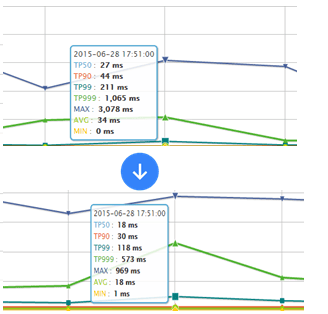 2015-06-28 17:51:00
TP50 : 27 ms
TP90 : 44 ms
TP99 : 211 ms
TP999 : 1,065 ms
MAX : 3,078 ms
AVG : 34 ms
MIN : 0 ms
2015-06-28 17:51:00
TP50 : 18 ms
TP90 : 30 ms
TP99 : 118 ms
TP999 : 573 ms
MAX : 969 ms
AVG : 18 ms
MIN : 1 ms